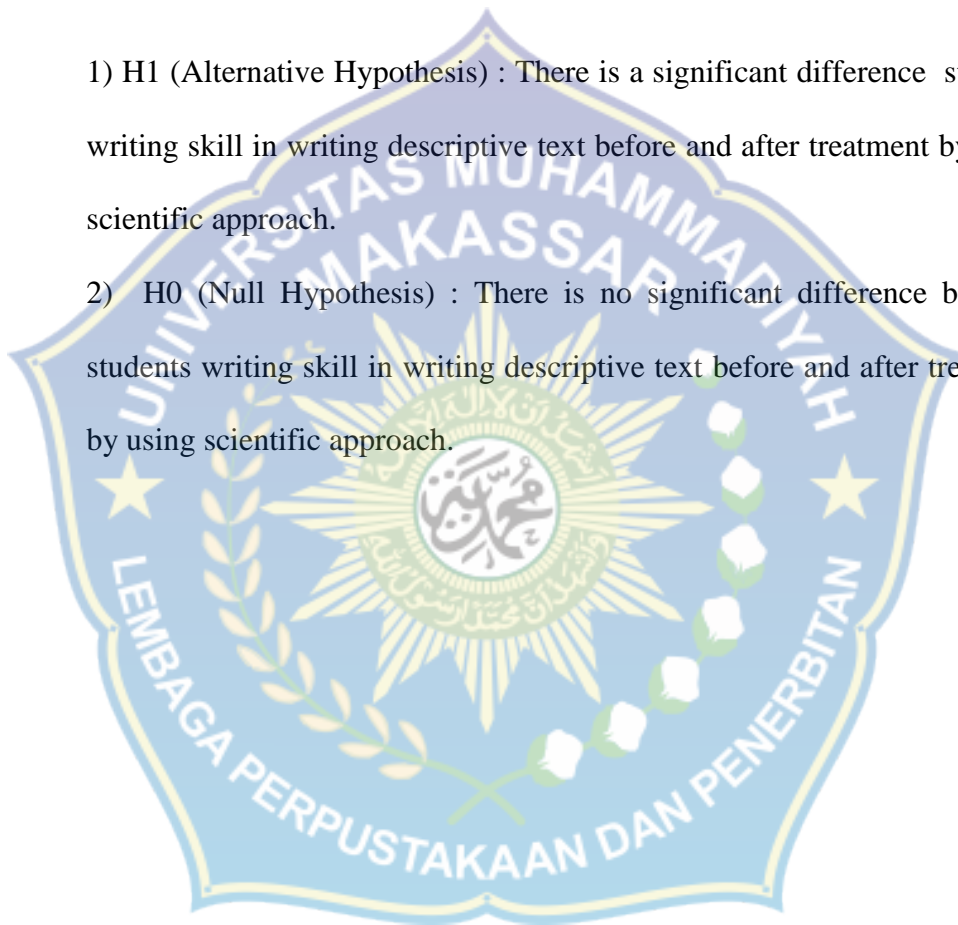 1) H1 (Alternative Hypothesis) : There is a significant difference
writing skill in writing descriptive text before and after treatment
scientific approach.
2) H0 (Null Hypothesis) : There is no significant difference
students writing skill in writing descriptive text before and after
by using scientific approach.
UNIVERSITAS MUHAMMADIYAH
MAKASSAR
LEMBAGA PERPUSTAKAAN DAN PENERBITAN